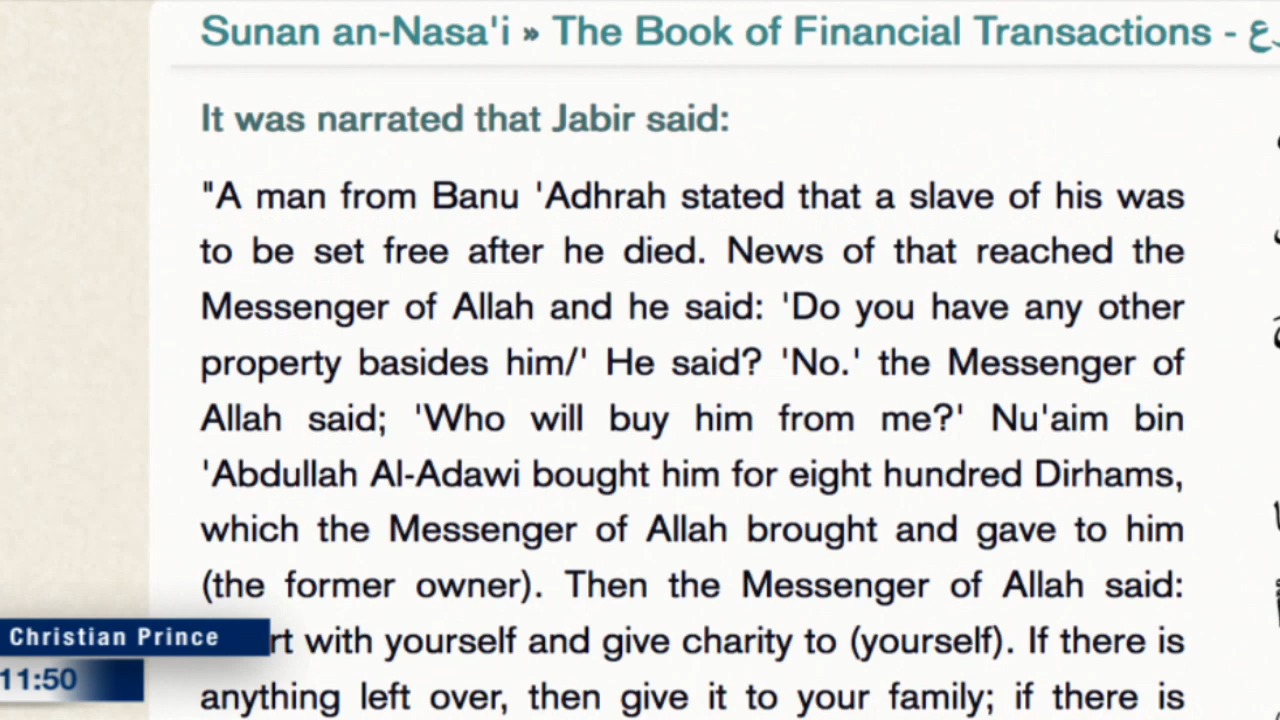 Sunan an-Nasa'i » The Book of Financial Transactions -
It was narrated that Jabir said:
"A man from Banu 'Adhrah stated that a slave of his was
to be set free after he died. News of that reached the
Messenger of Allah and he said: 'Do you have any other
property basides him/' He said? 'No.' the Messenger of
Allah said; 'Who will buy him from me?' Nu'aim bin
'Abdullah Al-Adawi bought him for eight hundred Dirhams,
which the Messenger of Allah brought and gave to him
(the former owner). Then the Messenger of Allah said:
with yourself and give charity to (yourself). If there is
anything left over, then give it to your family; if there is
Christian Prince
11:50